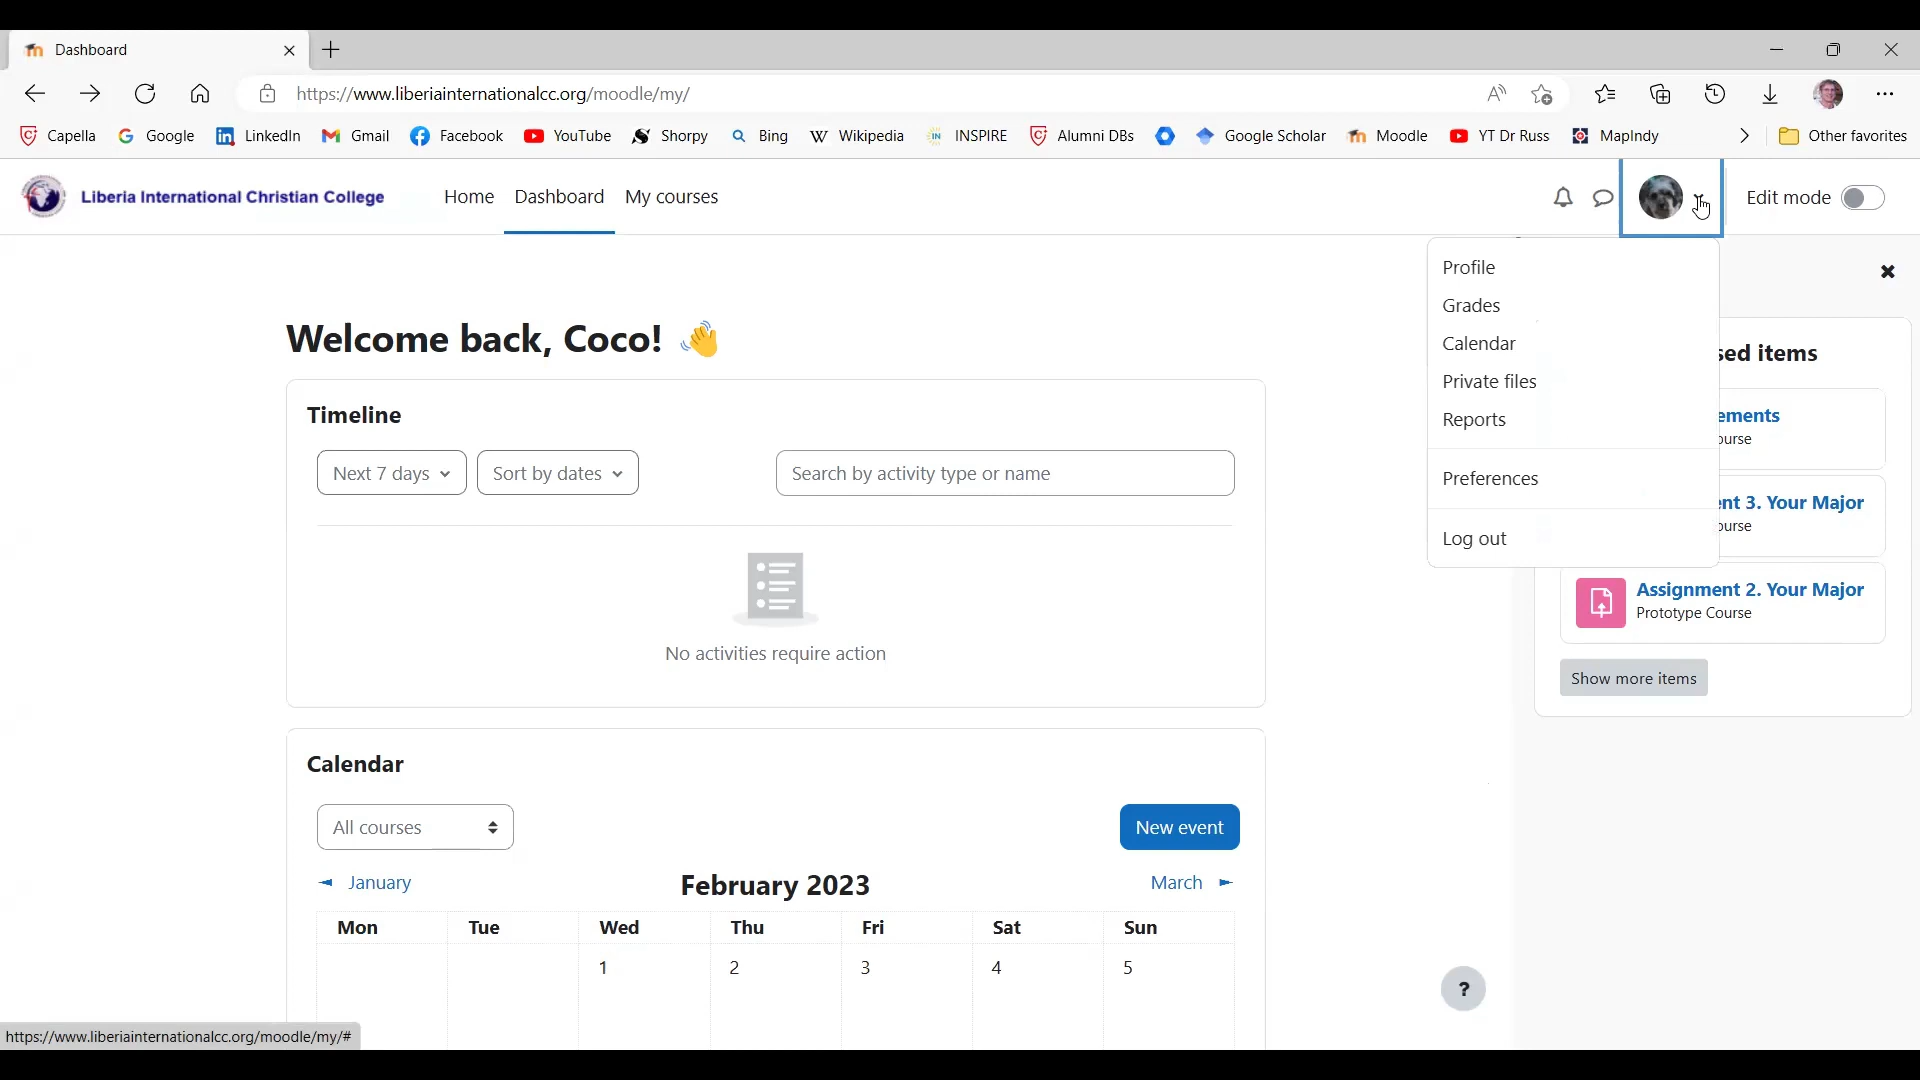 Dashboard
https://www.liberiainternationalcc.org/moodle/my/
Capella Google LinkedIn Gmail Facebook YouTube Shorpy Bing Wikipedia INSPIRE Alumni DBs Google Scholar Moodle YT Dr Russ MapIndy Other favorites
Liberia International Christian College Home Dashboard My courses Edit mode
Profile
Grades
Calendar
Private files
Reports
Preferences
Log out
Welcome back, Coco! 👋
Timeline
Next 7 days Sort by dates Search by activity type or name
No activities require action
sed items
ements
ourse
ent 3. Your Major
ourse
Assignment 2. Your Major
Prototype Course
Show more items
Calendar
All courses New event
◄ January February 2023 March ►
Mon Tue Wed Thu Fri Sat Sun
1 2 3 4 5
?
https://www.liberiainternationalcc.org/moodle/my/#